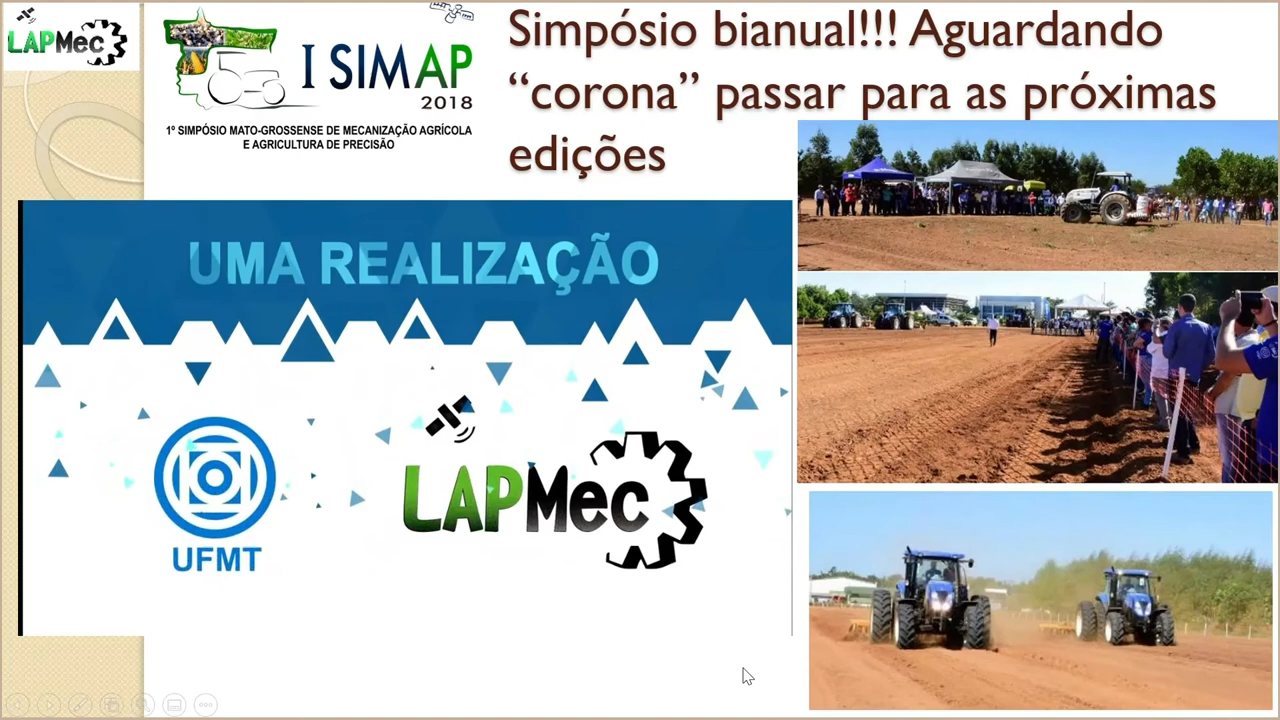 LAPMec
I SIMAP
2018
1º SIMPÓSIO MATO-GROSSENSE DE MECANIZAÇÃO AGRÍCOLA
E AGRICULTURA DE PRECISÃO
Simpósio bianual!!! Aguardando
“corona” passar para as próximas
edições
UMA REALIZAÇÃO
UFMT
LAPMec